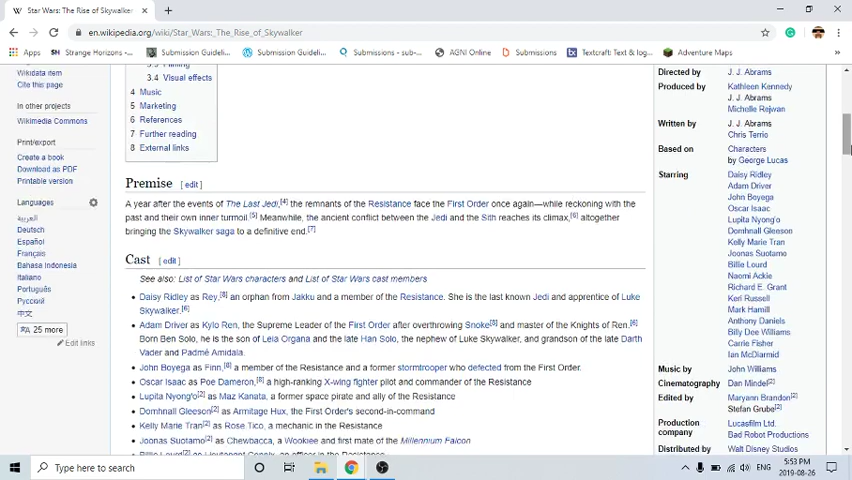 Star Wars: The Rise of Skywalker
en.wikipedia.org/wiki/Star_Wars:_The_Rise_of_Skywalker
Apps
Strange Horizons...
Submission Guideli...
Submission Guideli...
Submissions - sub...
AGNI Online
Submissions
Textcraft: Text & log...
Adventure Maps
Wikidata item
Cite this page
In other projects
Wikimedia Commons
Print/export
Create a book
Download as PDF
Printable version
Languages
العربية
Deutsch
Español
Français
Bahasa Indonesia
Italiano
Português
Русский
中文
25 more
Edit links
3.4 Visual effects
4 Music
5 Marketing
6 References
7 Further reading
8 External links
Premise [ edit ]
A year after the events of The Last Jedi,[4] the remnants of the Resistance face the First Order once again—while reckoning with the
past and their own inner turmoil.[5] Meanwhile, the ancient conflict between the Jedi and the Sith reaches its climax,[6] altogether
bringing the Skywalker saga to a definitive end.[7]
Cast [ edit ]
See also: List of Star Wars characters and List of Star Wars cast members
• Daisy Ridley as Rey,[8] an orphan from Jakku and a member of the Resistance. She is the last known Jedi and apprentice of Luke
Skywalker.[6]
• Adam Driver as Kylo Ren, the Supreme Leader of the First Order after overthrowing Snoke[8] and master of the Knights of Ren.[6]
Born Ben Solo, he is the son of Leia Organa and the late Han Solo, the nephew of Luke Skywalker, and grandson of the late Darth
Vader and Padmé Amidala.
• John Boyega as Finn,[8] a member of the Resistance and a former stormtrooper who defected from the First Order.
• Oscar Isaac as Poe Dameron,[8] a high-ranking X-wing fighter pilot and commander of the Resistance
• Lupita Nyong'o[2] as Maz Kanata, a former space pirate and ally of the Resistance
• Domhnall Gleeson[2] as Armitage Hux, the First Order's second-in-command
• Kelly Marie Tran[2] as Rose Tico, a mechanic in the Resistance
• Joonas Suotamo[2] as Chewbacca, a Wookiee and first mate of the Millennium Falcon
Directed by J. J. Abrams
Produced by Kathleen Kennedy
J. J. Abrams
Michelle Rejwan
Written by J. J. Abrams
Chris Terrio
Based on Characters
by George Lucas
Starring Daisy Ridley
Adam Driver
John Boyega
Oscar Isaac
Lupita Nyong'o
Domhnall Gleeson
Kelly Marie Tran
Joonas Suotamo
Billie Lourd
Naomi Ackie
Richard E. Grant
Keri Russell
Mark Hamill
Anthony Daniels
Billy Dee Williams
Carrie Fisher
Ian McDiarmid
Music by John Williams
Cinematography Dan Mindel[2]
Edited by Maryann Brandon[2]
Stefan Grube[2]
Production company Lucasfilm Ltd.
Bad Robot Productions
Distributed by Walt Disney Studios
Type here to search
ENG
5:53 PM
2019-08-26